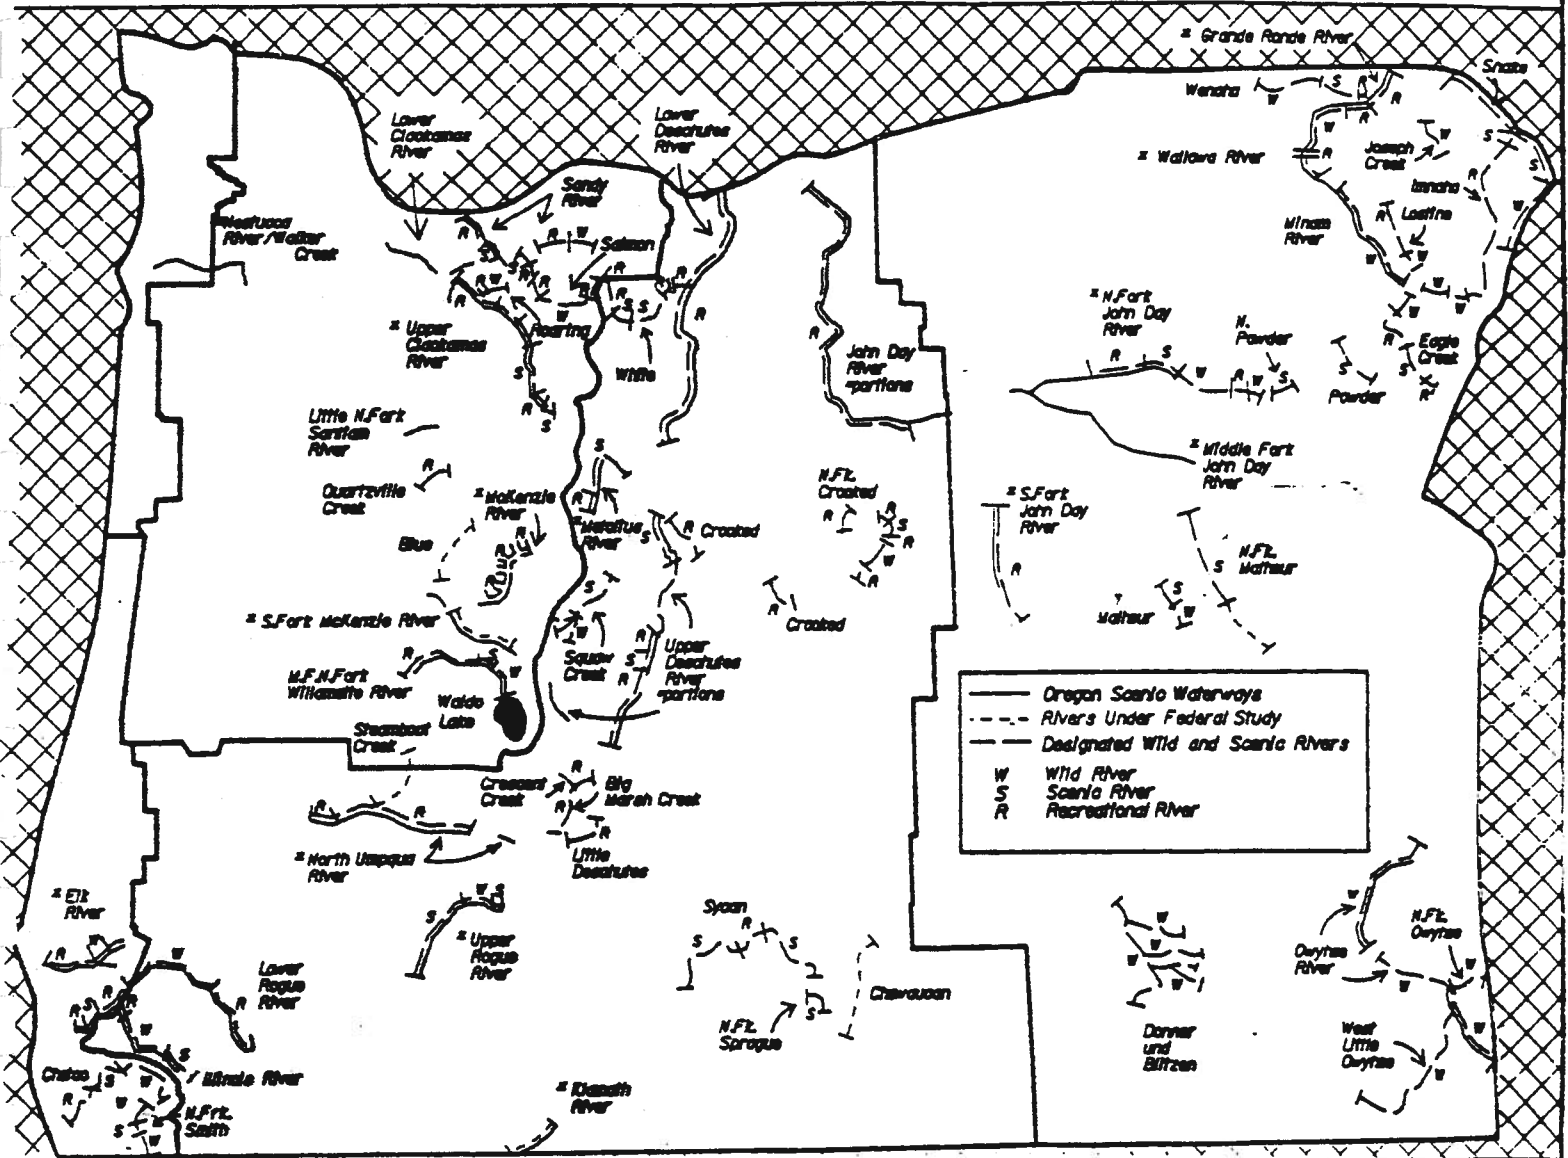 * Grande Ronde River
Snake
Wenaha
S
R
W
R
R
Lower
Clackamas
River
Lower
Deschutes
River
W
W
S
* Wallowa River
R
Joseph
Creek
S
Imnaha
R
Sandy
River
Nestucca
River/Walker
Creek
R
R
W
Salmon
Minam
River
R
Lostine
W
W
W
S
S
R
R
R
R
W
R
R
R
W
W
W
R
S
S
* Upper
Clackamas
River
Roaring
W
White
R
R
John Day
River
-portions
* N.Fork
John Day
River
N.
Powder
R
S
W
R
W
S
S
Powder
R
S
Eagle
Creek
R
S
R
S
Little N.Fork
Santiam
River
S
* Middle Fork
John Day
River
Quartzville
Creek
R
* McKenzie
River
R
* Metolius
River
S
R
Crooked
N.Fk.
Crooked
R
R
S
R
W
R
* S.Fork
John Day
River
R
S
N.Fk.
Malheur
Blue
R
R
S
R
Crooked
Malheur
S
W
* S.Fork McKenzie River
W
Squaw
Creek
R
S
R
Upper
Deschutes
River
-portions
R
S
W
M.F.N.Fork
Willamette River
Waldo
Lake
Oregon Scenic Waterways
Rivers Under Federal Study
Designated Wild and Scenic Rivers
W Wild River
S Scenic River
R Recreational River
Steamboat
Creek
Crescent
Creek
R
Big
Marsh Creek
R
R
Little
Deschutes
R
R
* North Umpqua
River
* Elk
River
R
W
W
S
S
* Upper
Rogue
River
Sycan
R
S
S
W
W
W
W
Donner
und
Blitzen
W
Owyhee
River
N.Fk.
Owyhee
W
W
W
West
Little
Owyhee
W
W
Lower
Rogue
River
R
S
R
R
R
W
S
Illinois River
N.Fk.
Sprague
S
Chewaucan
Chetco
S
W
R
W
S
W
N.Frk.
Smith
* Klamath
River